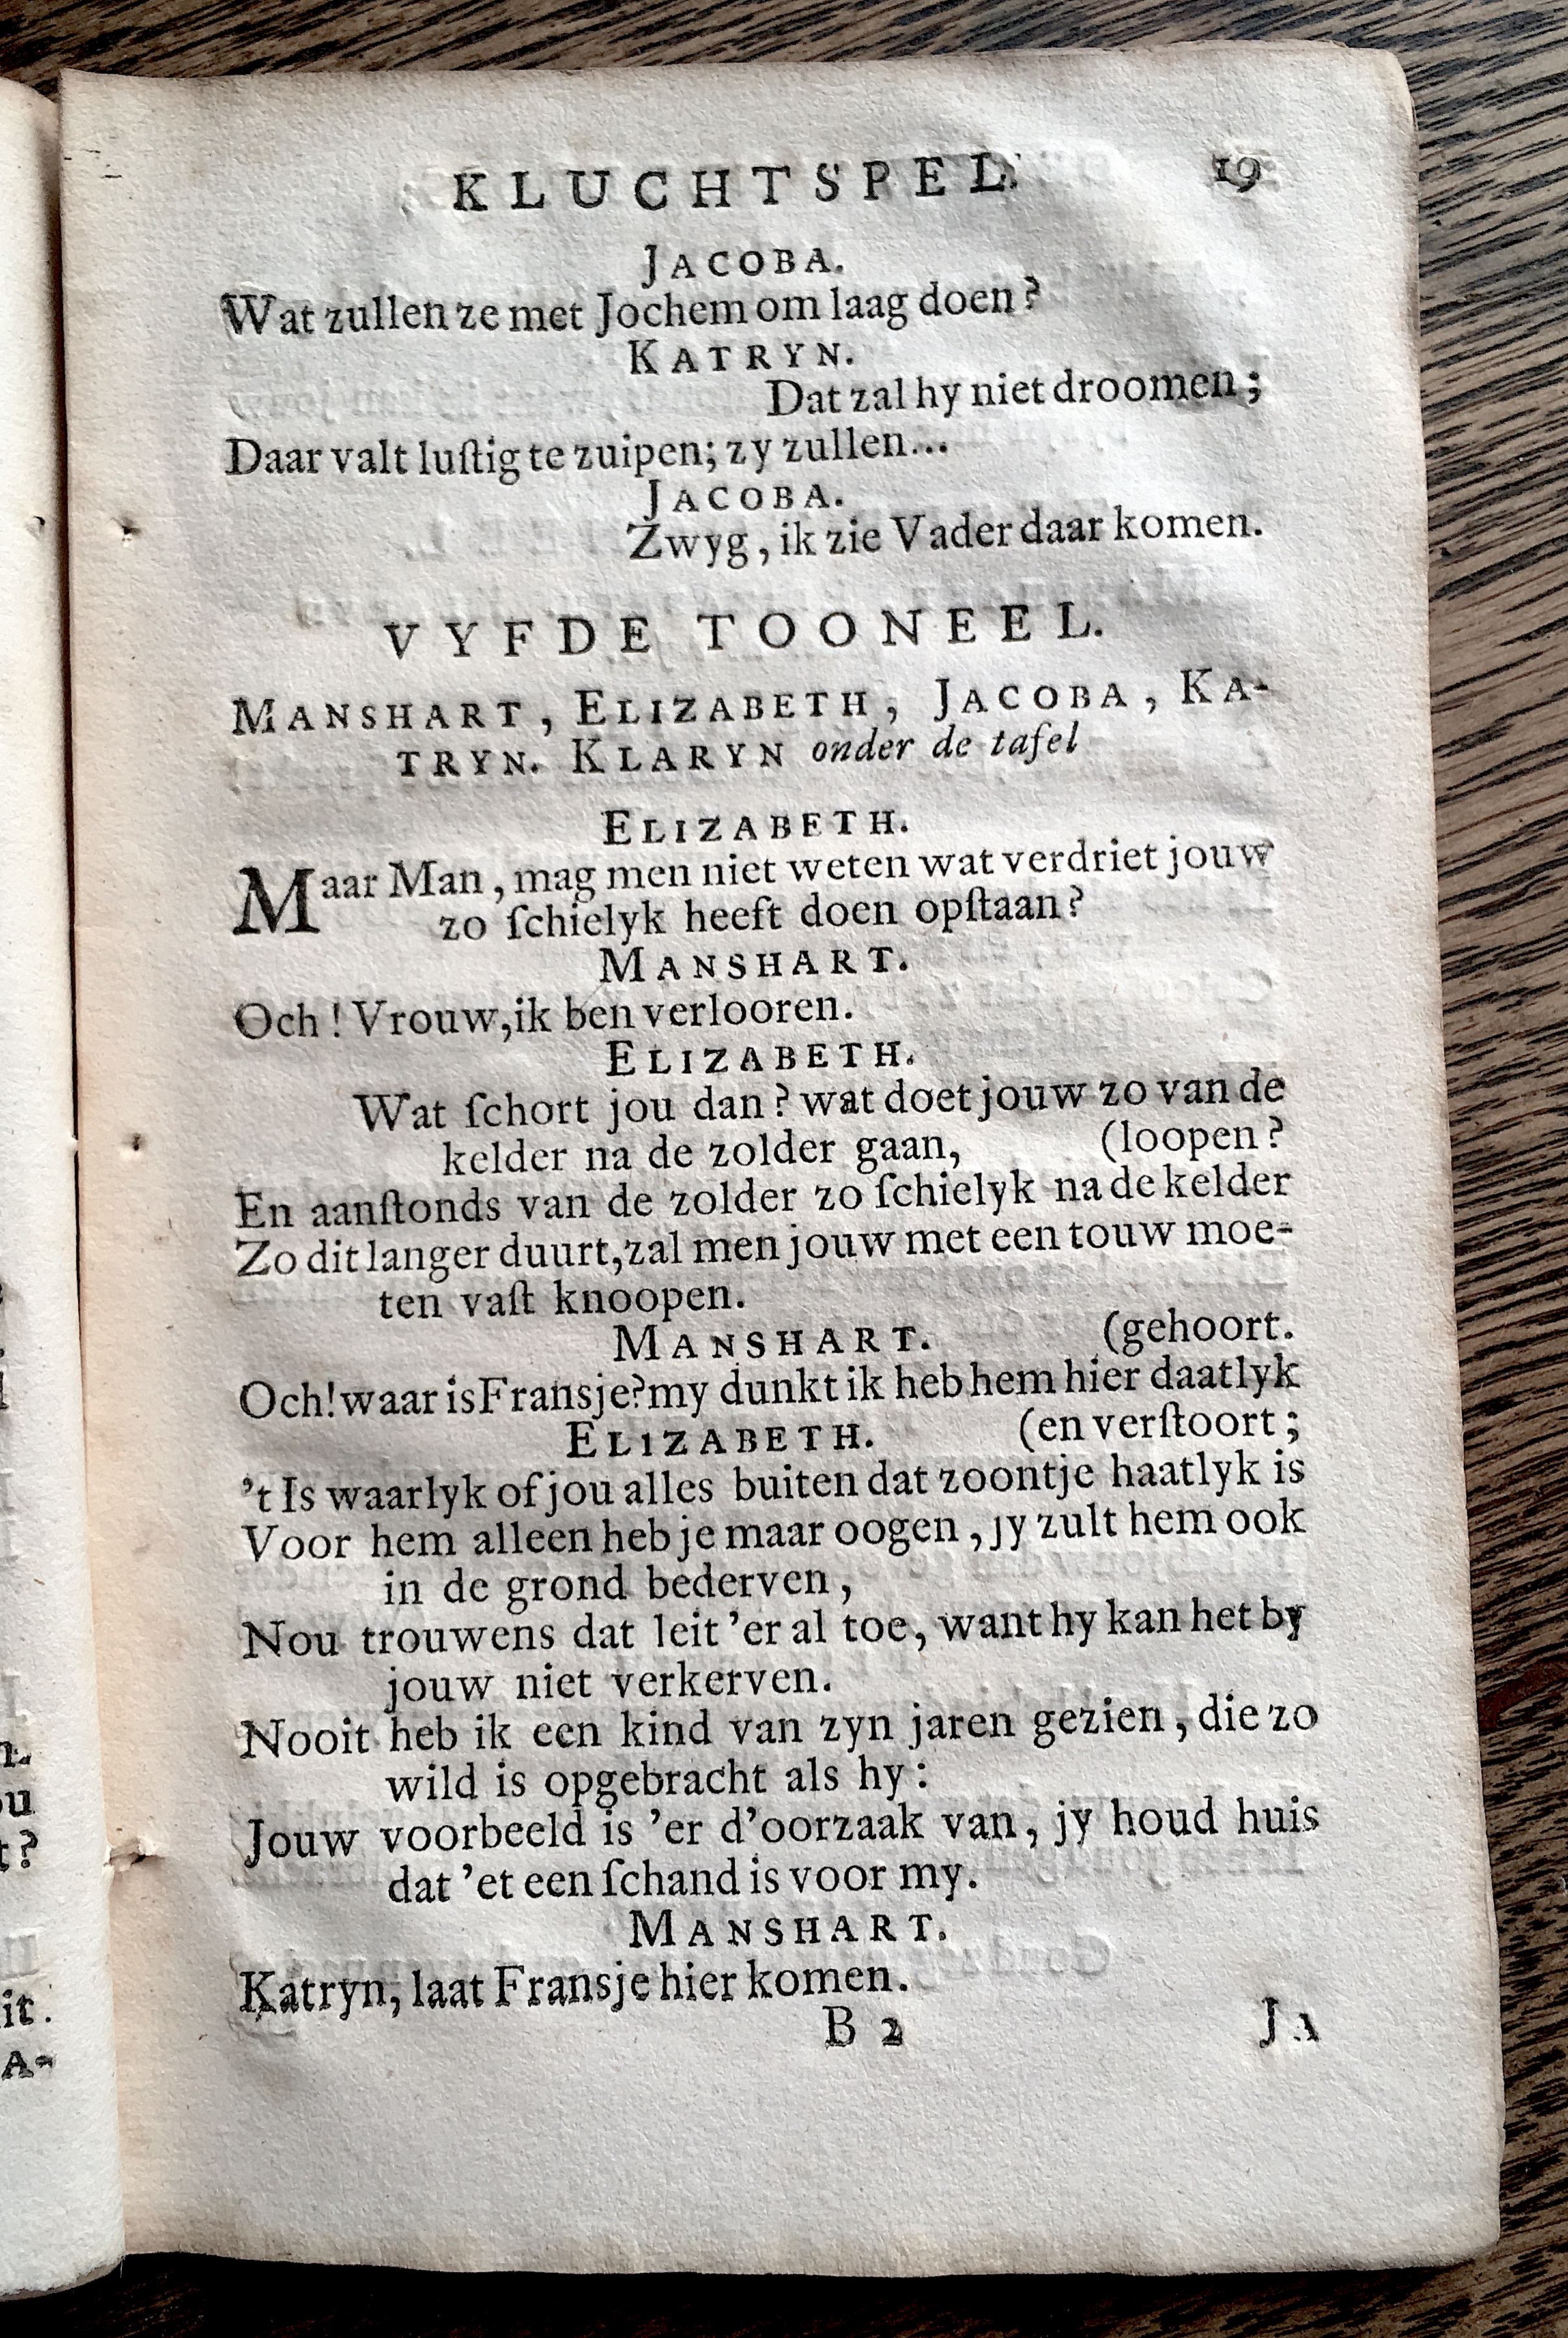 KLUCHTSPEL. 19
JACOBA.
Wat zullen ze met Jochem om laag doen?
KATRYN.
Dat zal hy niet droomen;
Daar valt luſtig te zuipen; zy zullen...
JACOBA.
Zwyg, ik zie Vader daar komen.
VYFDE TOONEEL.
MANSHART, ELIZABETH, JACOBA, KA-
TRYN. KLARYN onder de tafel
ELIZABETH.
Maar Man, mag men niet weten wat verdriet jouw
zo ſchielyk heeft doen opſtaan?
MANSHART.
Och! Vrouw, ik ben verlooren.
ELIZABETH.
Wat ſchort jou dan? wat doet jouw zo van de
kelder na de zolder gaan, (loopen?
En aanſtonds van de zolder zo ſchielyk na de kelder
Zo dit langer duurt, zal men jouw met een touw moe-
ten vaſt knoopen.
MANSHART. (gehoort.
Och! waar is Fransje? my dunkt ik heb hem hier daatlyk
ELIZABETH. (en verſtoort;
't Is waarlyk of jou alles buiten dat zoontje haatlyk is
Voor hem alleen heb je maar oogen, jy zult hem ook
in de grond bederven,
Nou trouwens dat leit 'er al toe, want hy kan het by
jouw niet verkerven.
Nooit heb ik een kind van zyn jaren gezien, die zo
wild is opgebracht als hy:
Jouw voorbeeld is 'er d'oorzaak van, jy houd huis
dat 'et een ſchand is voor my.
MANSHART.
Katryn, laat Fransje hier komen.
B 2 JA